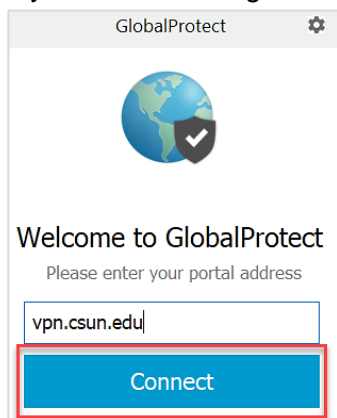 GlobalProtect
Welcome to GlobalProtect
Please enter your portal address
vpn.csun.edu
Connect